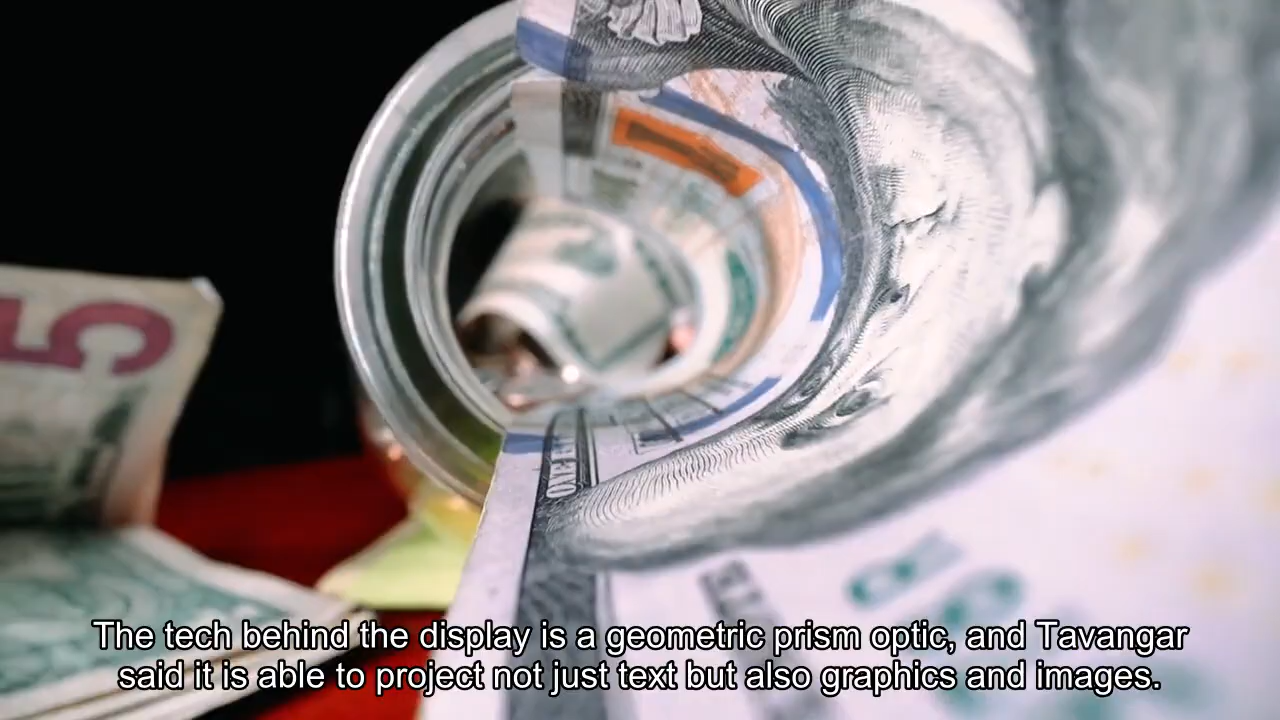 5
ONE
The tech behind the display is a geometric prism optic, and Tavangar
said it is able to project not just text but also graphics and images.